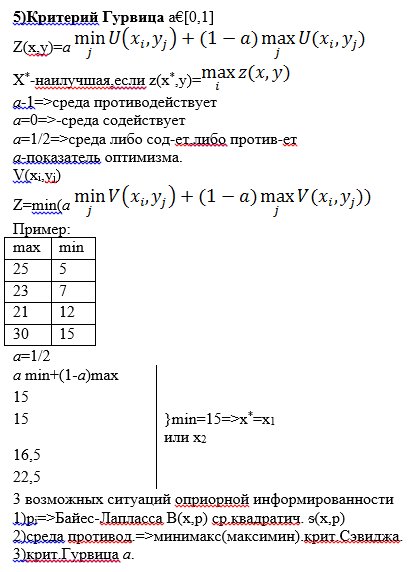 5)Критерий Гурвица а€[0,1]
Z(x,y)=a min j U(xᵢ,yⱼ) + (1 − a) max j U(xᵢ,yⱼ)
X*-наилучшая,если z(x*,y)= max i z(x,y)
а-1=>среда противодействует
а=0=>-среда содействует
а=1/2=>среда либо сод-ет,либо против-ет
а-показатель оптимизма.
V(xᵢ,yⱼ)
Z=min(a min j V(xᵢ,yⱼ) + (1 − a) max j V(xᵢ,yⱼ))
Пример:
max min
25 5
23 7
21 12
30 15
а=1/2
a min+(1-a)max
15
15 }min=15=>x*=x₁
или x₂
16,5
22,5
3 возможных ситуаций оприорной информированности
1)pⱼ=>Байес-Лапласса B(x,p) ср.квадратич. s(x,p)
2)среда противод.=>минимакс(максимин).крит.Сэвиджа.
3)крит.Гурвица а.